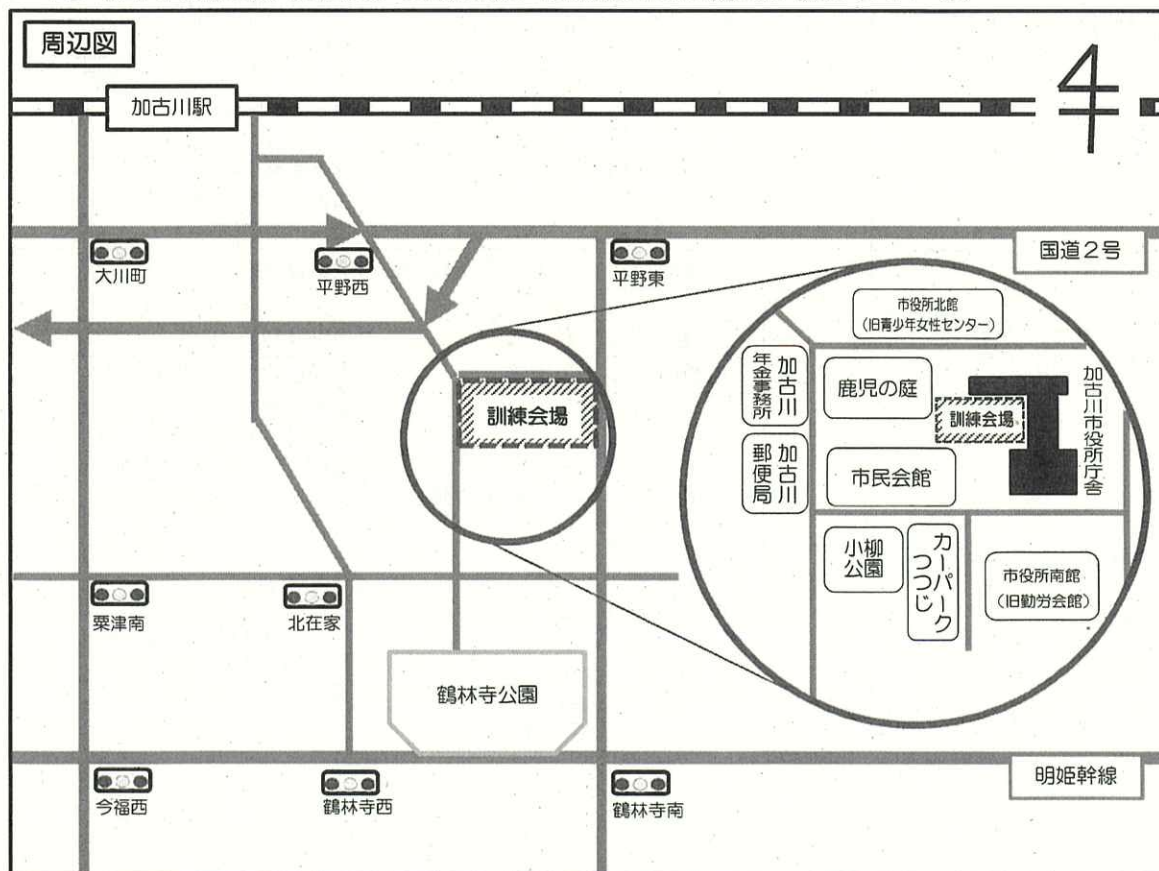 周辺図
加古川駅
国道2号
大川町
平野西
平野東
訓練会場
市役所北館
(旧青少年女性センター)
加古川
年金事務所
鹿児の庭
訓練会場
加古川市役所庁舎
加古川
郵便局
市民会館
小柳
公園
カーパーク
つつじ
市役所南館
(旧勤労会館)
粟津南
北在家
鶴林寺公園
明姫幹線
今福西
鶴林寺西
鶴林寺南